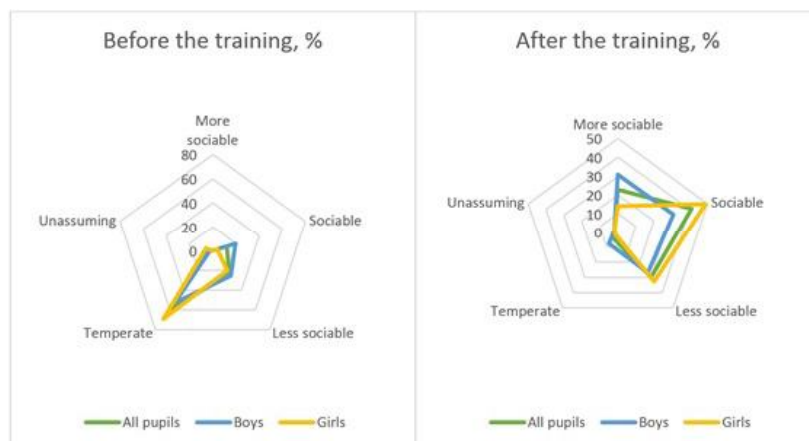 Before the training, %
More
sociable
80
60
40
20
0
Unassuming
Sociable
Temperate
Less sociable
All pupils Boys Girls
After the training, %
More sociable
50
40
30
20
10
0
Unassuming
Sociable
Temperate
Less sociable
All pupils Boys Girls